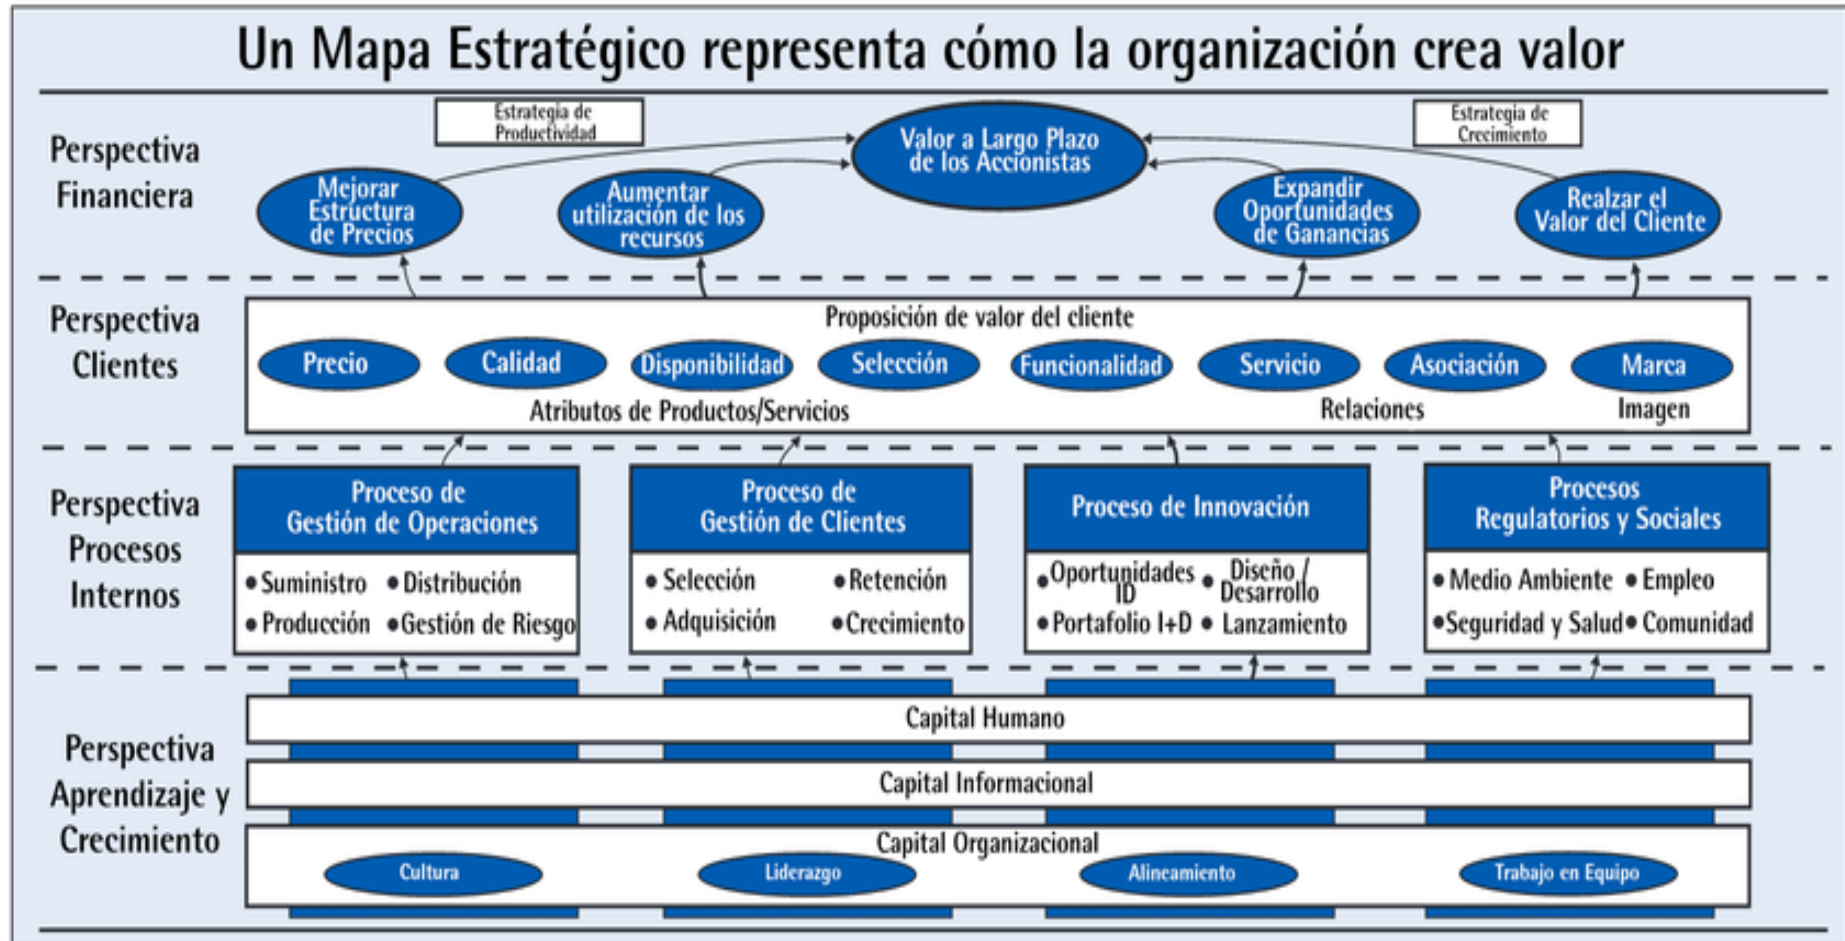 Un Mapa Estratégico representa cómo la organización crea valor
Perspectiva
Financiera
Estrategia de
Productividad
Estrategia de
Crecimiento
Valor a Largo Plazo
de los Accionistas
Mejorar
Estructura
de Precios
Aumentar
utilización de los
recursos
Expandir
Oportunidades
de Ganancias
Realzar el
Valor del Cliente
Perspectiva
Clientes
Proposición de valor del cliente
Precio
Calidad
Disponibilidad
Selección
Funcionalidad
Servicio
Asociación
Marca
Atributos de Productos/Servicios
Relaciones
Imagen
Perspectiva
Procesos
Internos
Proceso de
Gestión de Operaciones
• Suministro
• Distribución
• Producción
• Gestión de Riesgo
Proceso de
Gestión de Clientes
• Selección
• Retención
• Adquisición
• Crecimiento
Proceso de Innovación
• Oportunidades
ID
• Diseño /
Desarrollo
• Portafolio I+D
• Lanzamiento
Procesos
Regulatorios y Sociales
• Medio Ambiente
• Empleo
• Seguridad y Salud
• Comunidad
Perspectiva
Aprendizaje y
Crecimiento
Capital Humano
Capital Informacional
Capital Organizacional
Cultura
Liderazgo
Alineamiento
Trabajo en Equipo